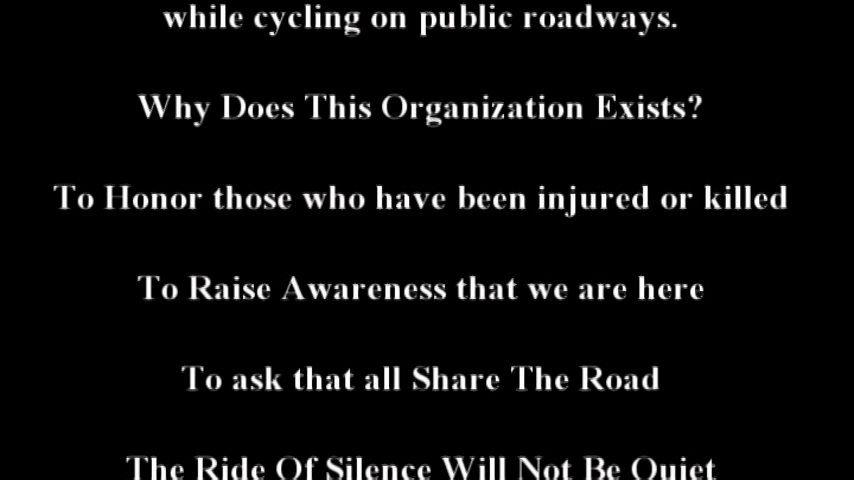 while cycling on public roadways.
Why Does This Organization Exists?
To Honor those who have been injured or killed
To Raise Awareness that we are here
To ask that all Share The Road
The Ride Of Silence Will Not Be Quiet